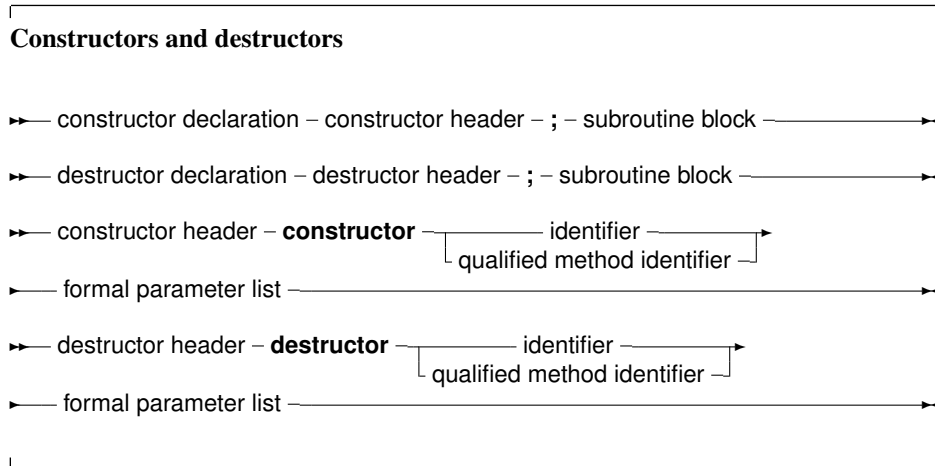 Constructors and destructors
constructor declaration – constructor header – ; – subroutine block
destructor declaration – destructor header – ; – subroutine block
constructor header – constructor – identifier
qualified method identifier
formal parameter list
destructor header – destructor – identifier
qualified method identifier
formal parameter list